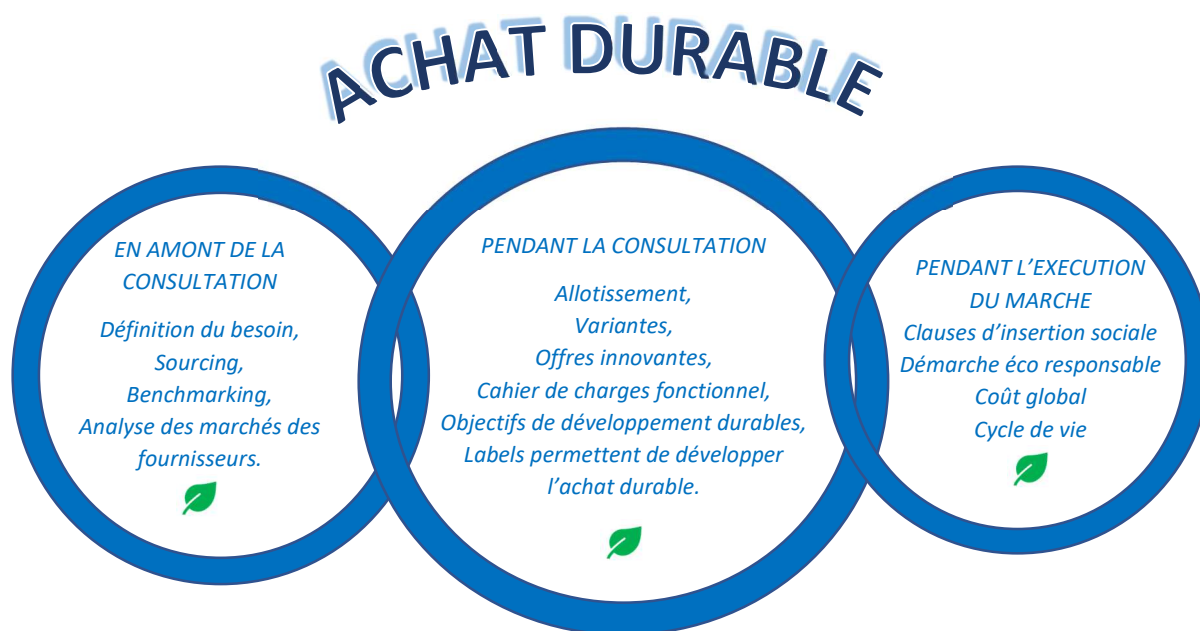 ACHAT DURABLE
EN AMONT DE LA
CONSULTATION
Définition du besoin,
Sourcing,
Benchmarking,
Analyse des marchés des
fournisseurs.
PENDANT LA CONSULTATION
Allotissement,
Variantes,
Offres innovantes,
Cahier de charges fonctionnel,
Objectifs de développement durables,
Labels permettent de développer
l’achat durable.
PENDANT L’EXECUTION
DU MARCHE
Clauses d’insertion sociale
Démarche éco responsable
Coût global
Cycle de vie